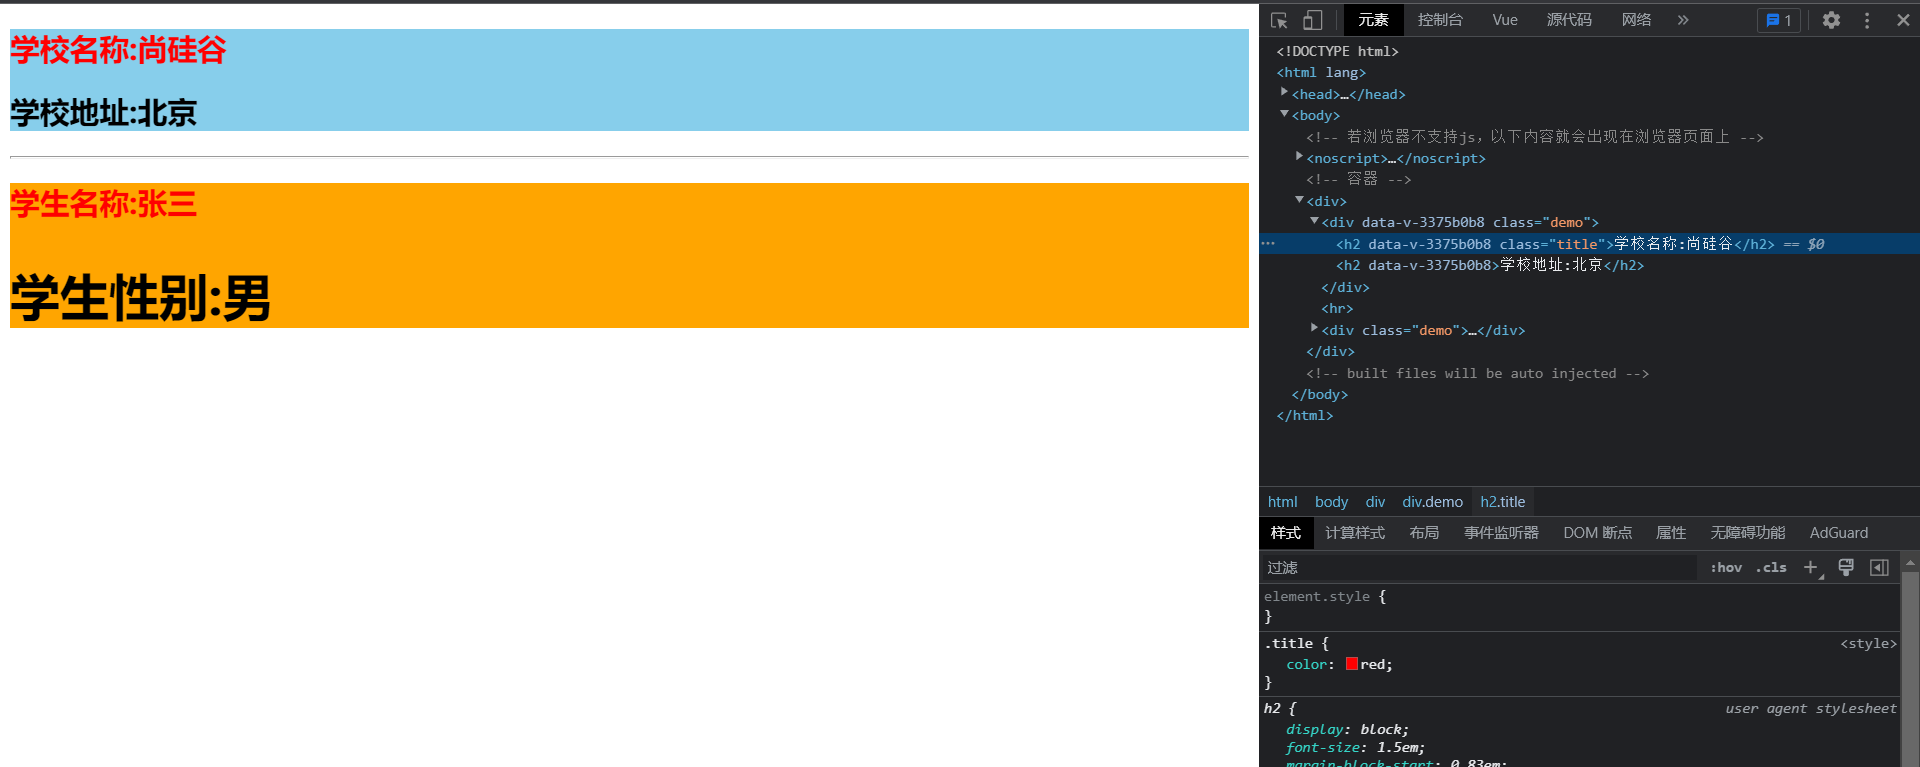 学校名称:尚硅谷
学校地址:北京
学生名称:张三
学生性别:男
元素 控制台 Vue 源代码 网络 » 1
<!DOCTYPE html>
<html lang>
<head>…</head>
<body>
<!-- 若浏览器不支持js，以下内容就会出现在浏览器页面上 -->
<noscript>…</noscript>
<!-- 容器 -->
<div>
<div data-v-3375b0b8 class="demo">
<h2 data-v-3375b0b8 class="title">学校名称:尚硅谷</h2> == $0
<h2 data-v-3375b0b8>学校地址:北京</h2>
</div>
<hr>
<div class="demo">…</div>
</div>
<!-- built files will be auto injected -->
</body>
</html>
html body div div.demo h2.title
样式 计算样式 布局 事件监听器 DOM 断点 属性 无障碍功能 AdGuard
过滤 :hov .cls +
element.style {
}
.title { <style>
color: red;
}
h2 { user agent stylesheet
display: block;
font-size: 1.5em;
margin-block-start: 0.83em;